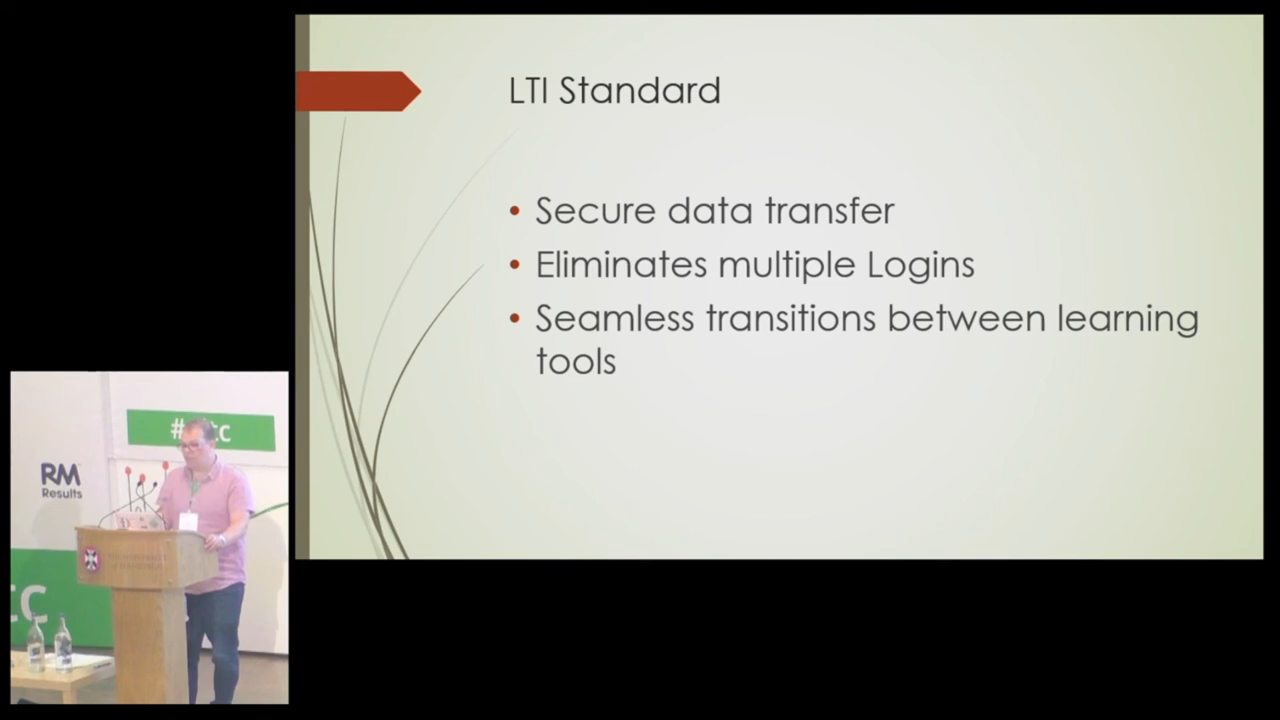 LTI Standard
• Secure data transfer
• Eliminates multiple Logins
• Seamless transitions between learning
tools
RM
Results